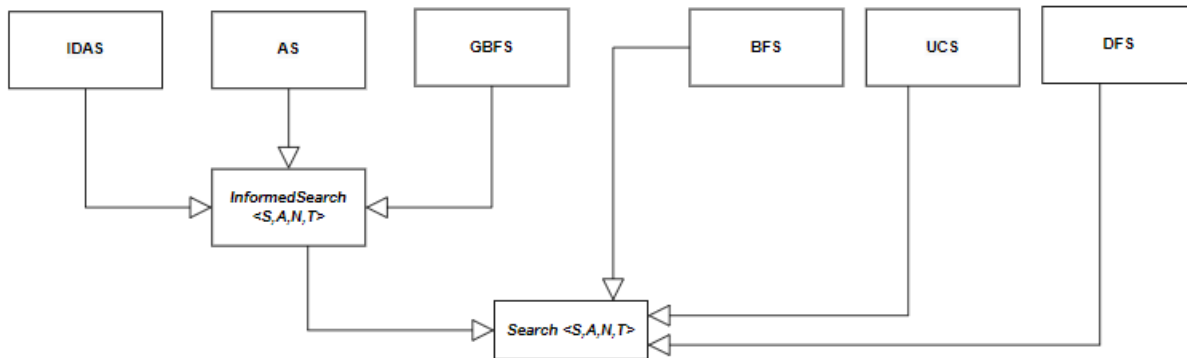 IDAS
AS
GBFS
BFS
UCS
DFS
InformedSearch
<S,A,N,T>
Search <S,A,N,T>